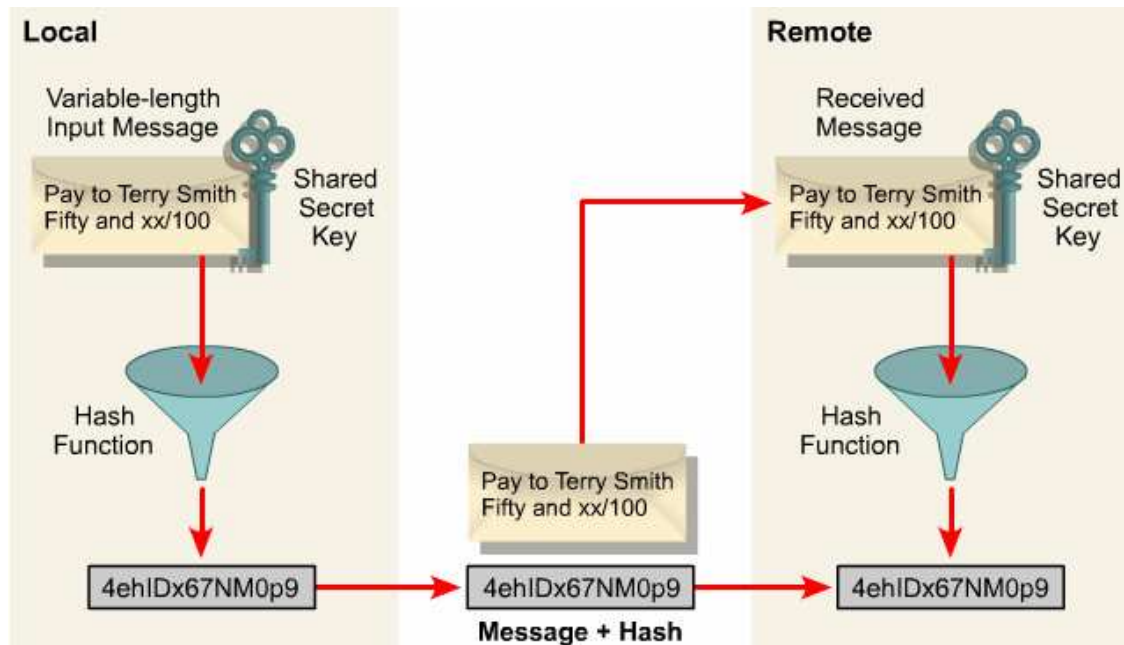 Local
Variable-length
Input Message
Pay to Terry Smith
Fifty and xx/100
Shared
Secret
Key
Hash
Function
4ehIDx67NM0p9
Pay to Terry Smith
Fifty and xx/100
4ehIDx67NM0p9
Message + Hash
Remote
Received
Message
Pay to Terry Smith
Fifty and xx/100
Shared
Secret
Key
Hash
Function
4ehIDx67NM0p9